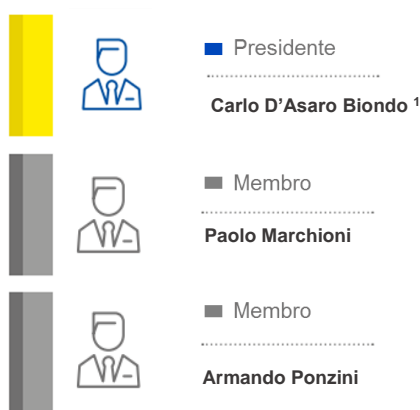 Presidente
Carlo D’Asaro Biondo ¹
Membro
Paolo Marchioni
Membro
Armando Ponzini